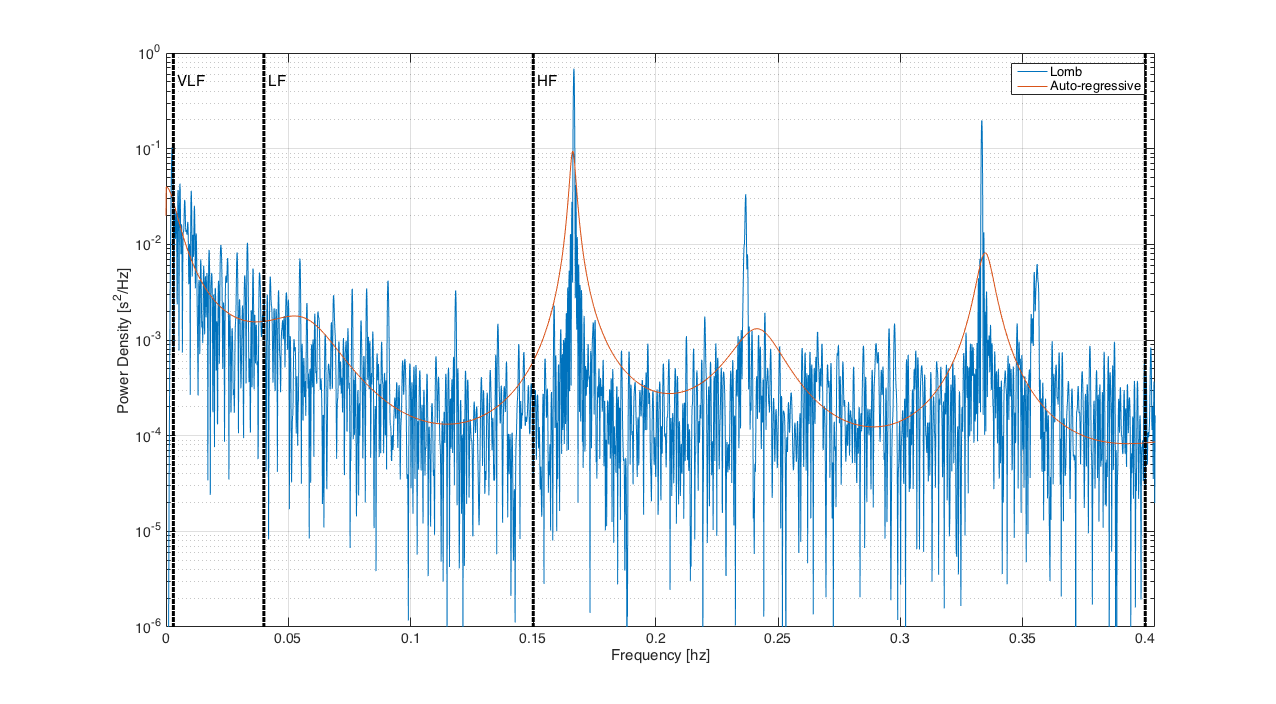 10^0
VLF
LF
HF
Lomb
Auto-regressive
10^-1
10^-2
10^-3
10^-4
10^-5
10^-6
Power Density [s^2/Hz]
0 0.05 0.1 0.15 0.2 0.25 0.3 0.35 0.4
Frequency [hz]